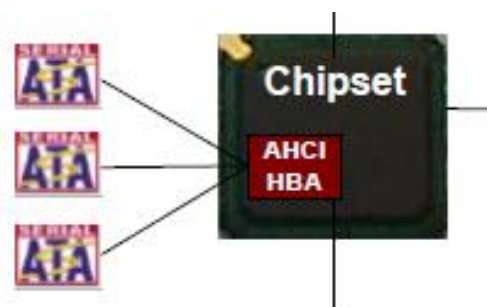 SERIAL
ATA
SERIAL
ATA
SERIAL
ATA
Chipset
AHCI
HBA